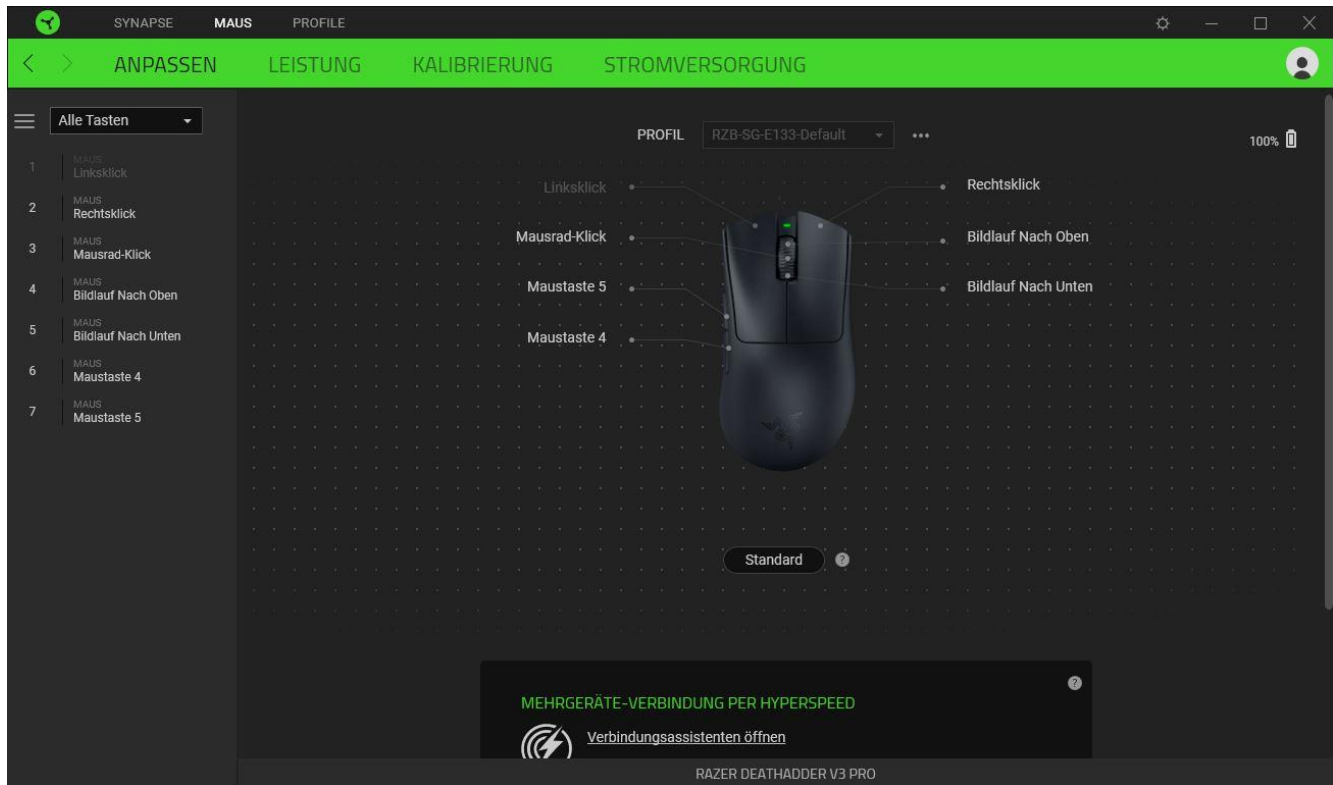 SYNAPSE MAUS PROFILE
ANPASSEN LEISTUNG KALIBRIERUNG STROMVERSORGUNG
Alle Tasten
PROFIL RZB-SG-E133-Default
100%
1 MAUS
Linksklick
2 MAUS
Rechtsklick
3 MAUS
Mausrad-Klick
4 MAUS
Bildlauf Nach Oben
5 MAUS
Bildlauf Nach Unten
6 MAUS
Maustaste 4
7 MAUS
Maustaste 5
Linksklick
Rechtsklick
Mausrad-Klick
Bildlauf Nach Oben
Maustaste 5
Bildlauf Nach Unten
Maustaste 4
Standard ?
?
MEHRGERÄTE-VERBINDUNG PER HYPERSPEED
Verbindungsassistenten öffnen
RAZER DEATHADDER V3 PRO